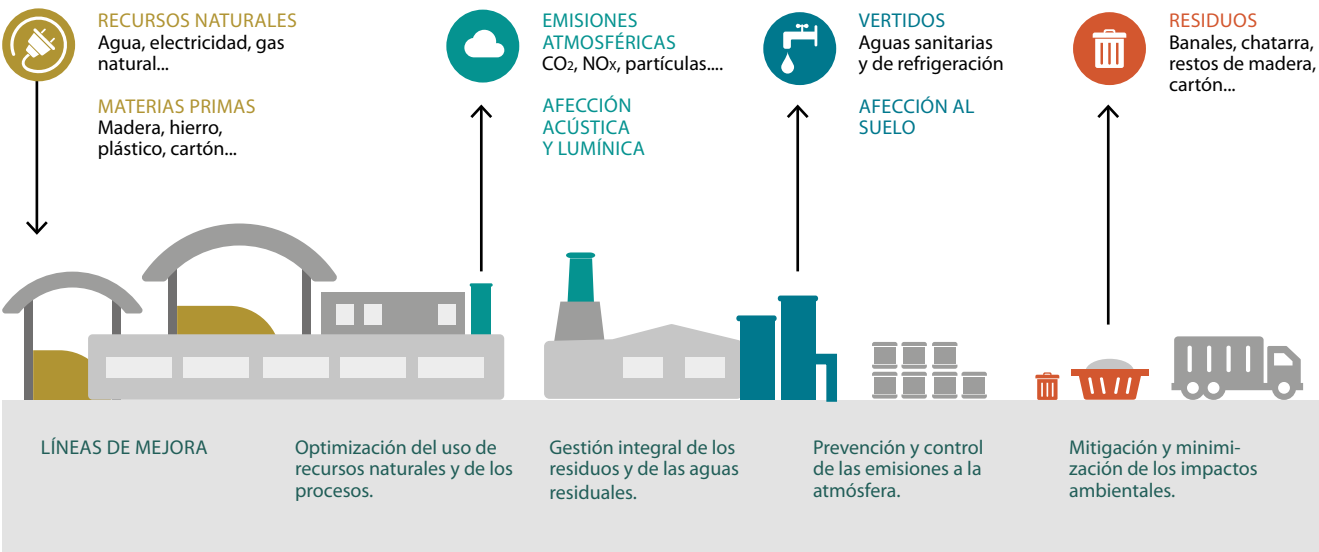 RECURSOS NATURALES
Agua, electricidad, gas
natural...
MATERIAS PRIMAS
Madera, hierro,
plástico, cartón...
EMISIONES
ATMOSFÉRICAS
CO2, NOx, partículas....
AFECCIÓN
ACÚSTICA
Y LUMÍNICA
VERTIDOS
Aguas sanitarias
y de refrigeración
AFECCIÓN AL
SUELO
RESIDUOS
Banales, chatarra,
restos de madera,
cartón...
LÍNEAS DE MEJORA
Optimización del uso de
recursos naturales y de los
procesos.
Gestión integral de los
residuos y de las aguas
residuales.
Prevención y control
de las emisiones a la
atmósfera.
Mitigación y minimi-
zación de los impactos
ambientales.